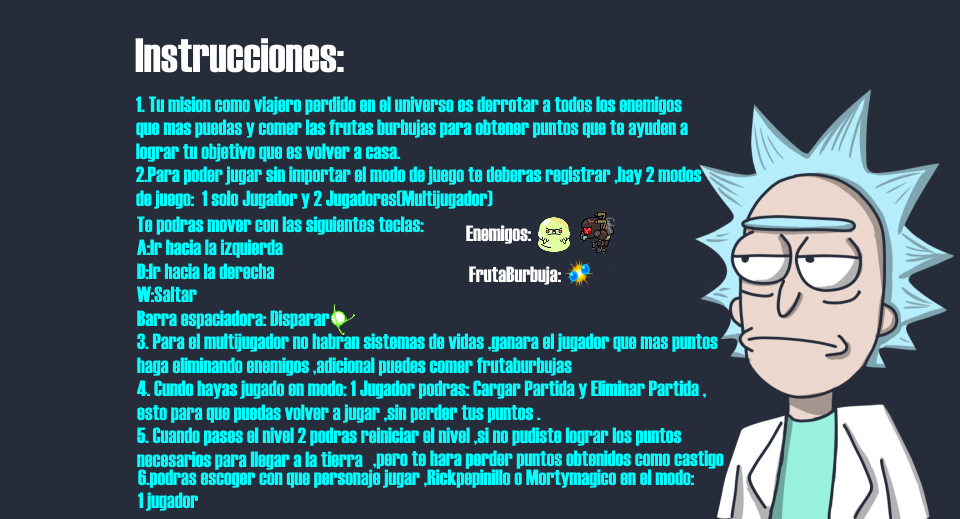 Instrucciones:
1. Tu mision como viajero perdido en el universo es derrotar a todos los enemigos
que mas puedas y comer las frutas burbujas para obtener puntos que te ayuden a
lograr tu objetivo que es volver a casa.
2.Para poder jugar sin importar el modo de juego te deberas registrar ,hay 2 modos
de juego: 1 solo Jugador y 2 Jugadores(Multijugador)
Te podras mover con las siguientes teclas:
A:Ir hacia la izquierda
D:Ir hacia la derecha
W:Saltar
Barra espaciadora: Disparar
Enemigos:
FrutaBurbuja:
3. Para el multijugador no habran sistemas de vidas ,ganara el jugador que mas puntos
haga eliminando enemigos ,adicional puedes comer frutaburbujas
4. Cundo hayas jugado en modo: 1 Jugador podras: Cargar Partida y Eliminar Partida ,
esto para que puedas volver a jugar ,sin perder tus puntos .
5. Cuando pases el nivel 2 podras reiniciar el nivel ,si no pudiste lograr los puntos
necesarios para llegar a la tierra ,pero te hara perder puntos obtenidos como castigo
6.podras escoger con que personaje jugar ,Rickpepinillo o Mortymagico en el modo:
1 jugador